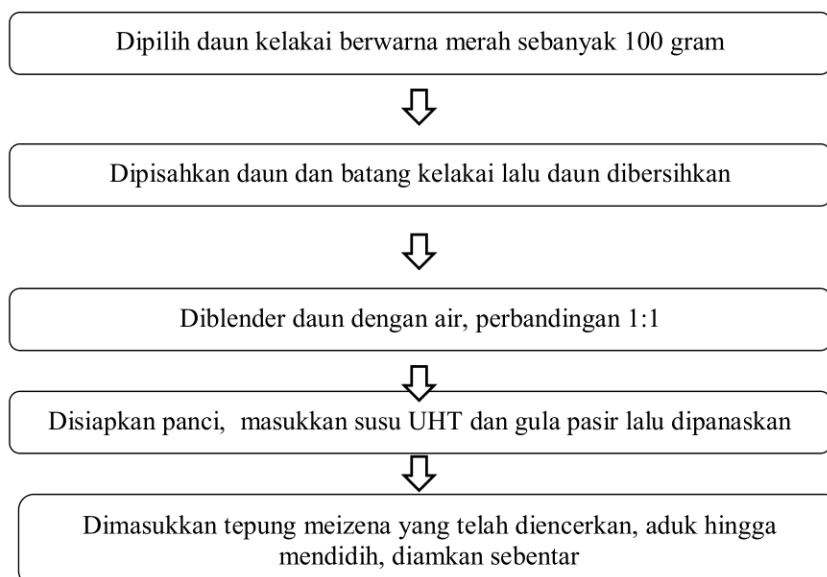 Dipilih daun kelakai berwarna merah sebanyak 100 gram
Dipisahkan daun dan batang kelakai lalu daun dibersihkan
Diblender daun dengan air, perbandingan 1:1
Disiapkan panci,  masukkan susu UHT dan gula pasir lalu dipanaskan
Dimasukkan tepung meizena yang telah diencerkan, aduk hingga
mendidih, diamkan sebentar